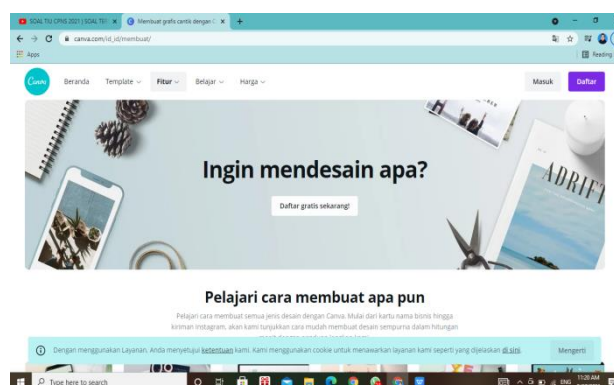 SOAL TIU CPNS 2021 | SOAL TES
Membuat grafis cantik dengan C
canva.com/id_id/membuat/
Apps
Reading
Canva
Beranda
Template
Fitur
Belajar
Harga
Masuk
Daftar
Ingin mendesain apa?
Daftar gratis sekarang!
ADRIFT
Pelajari cara membuat apa pun
Pelajari cara membuat semua jenis desain dengan Canva. Mulai dari kartu nama bisnis hingga
kiriman Instagram, akan kami tunjukkan cara mudah membuat desain sempurna dalam hitungan
Dengan menggunakan Layanan, Anda menyetujui ketentuan kami. Kami menggunakan cookie untuk menawarkan layanan kami seperti yang dijelaskan di sini.
Mengerti
Type here to search
ENG
11:20 AM